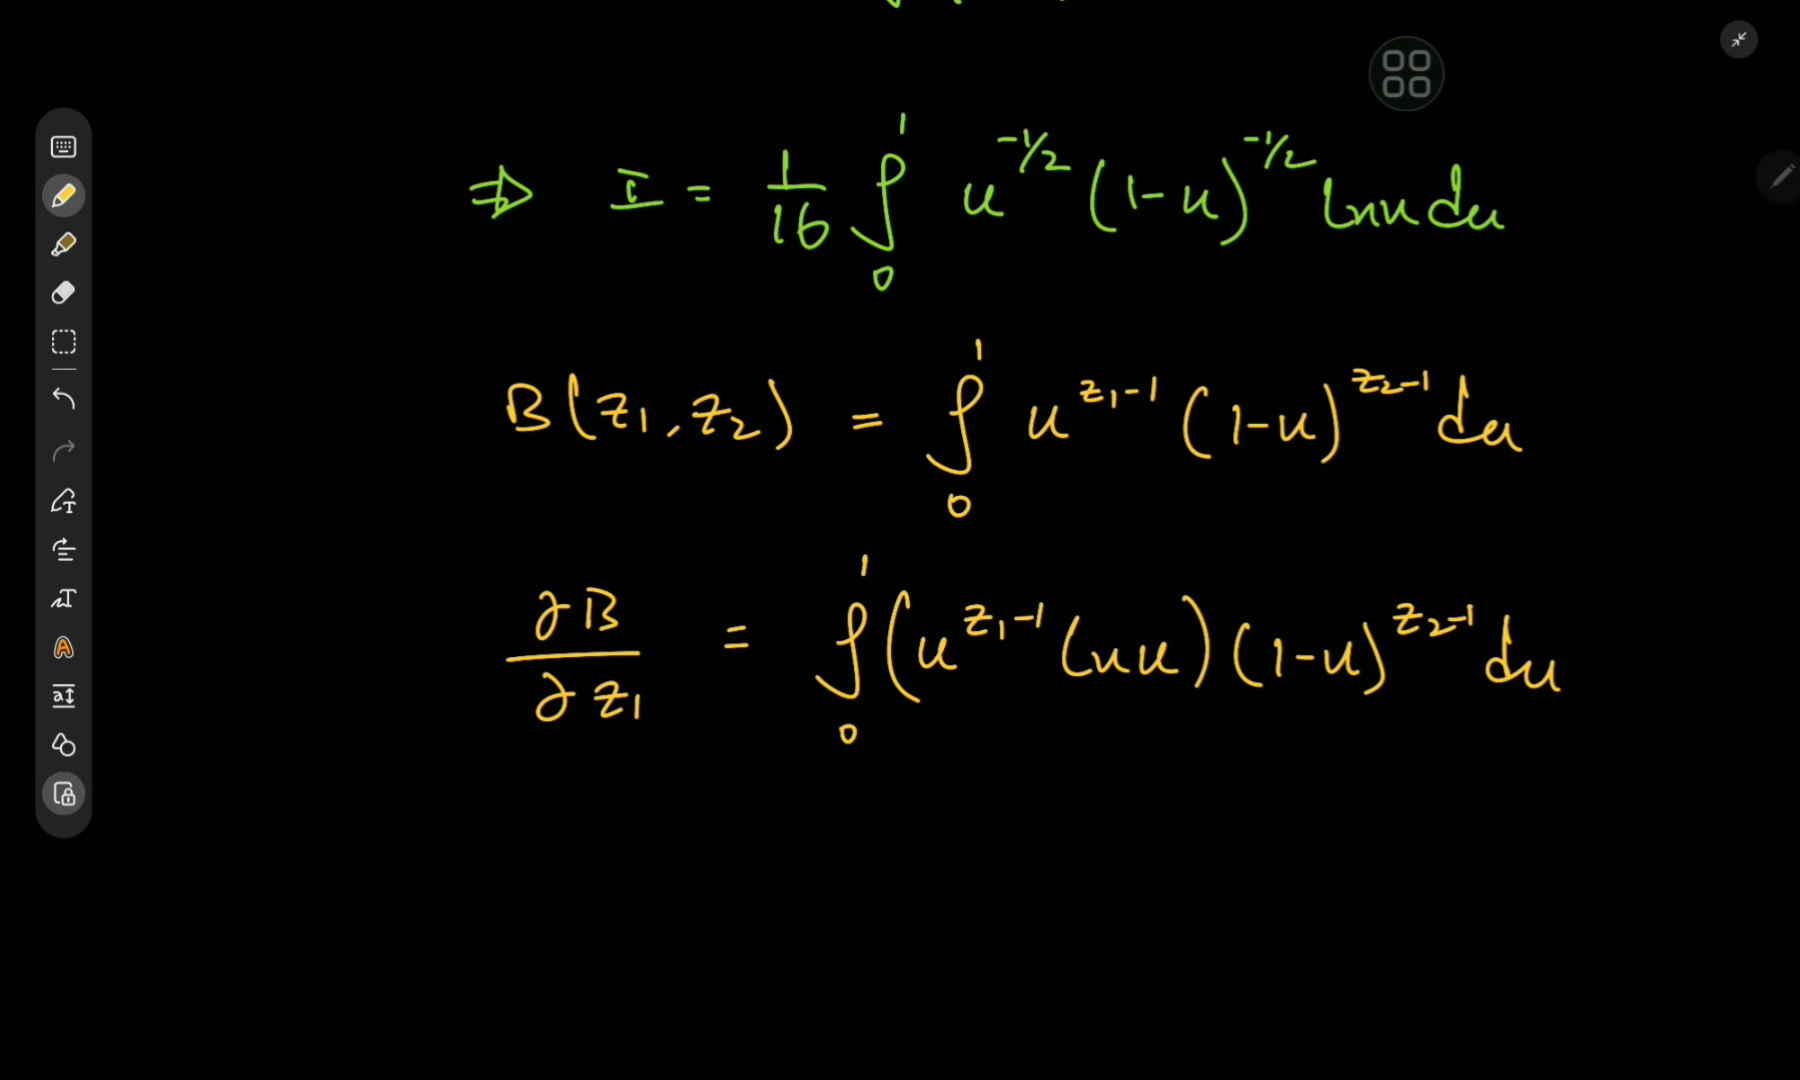 ⇒ I = 1/16 ∫₀¹ u^(-1/2) (1-u)^(-1/2) ln u du
B(z₁, z₂) = ∫₀¹ u^(z₁-1) (1-u)^(z₂-1) du
∂B/∂z₁ = ∫₀¹ (u^(z₁-1) ln u) (1-u)^(z₂-1) du